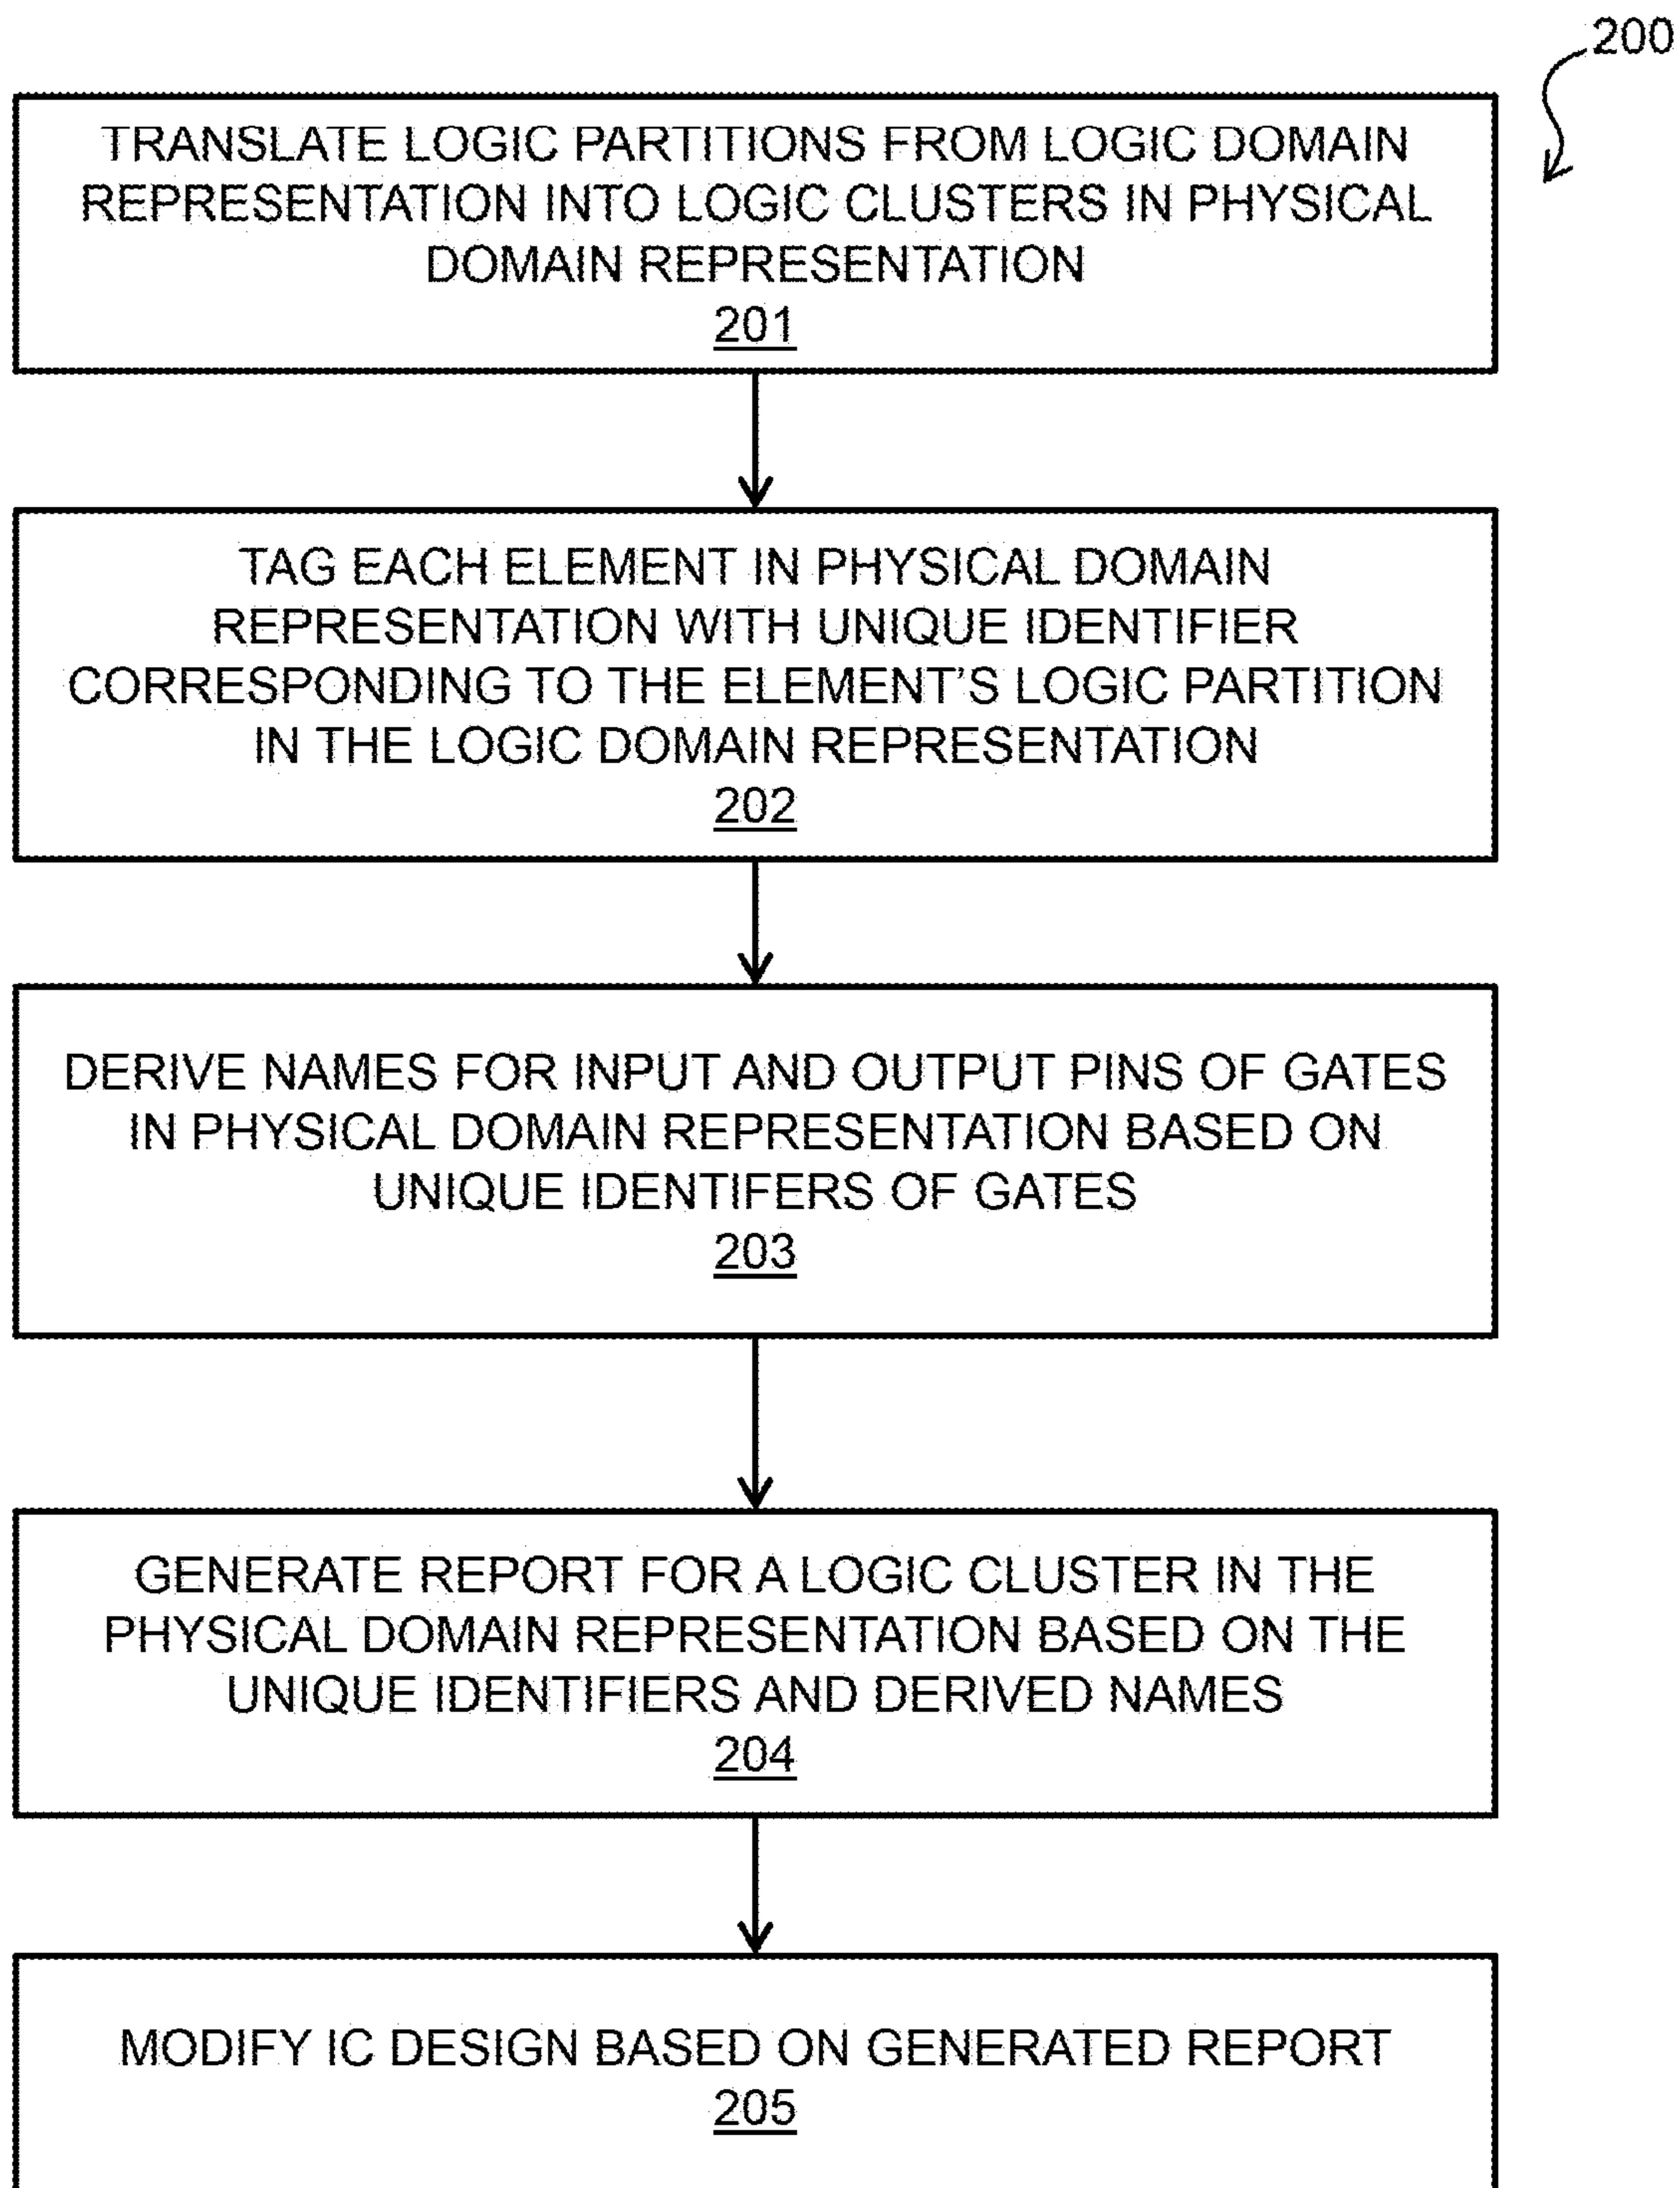 200
TRANSLATE LOGIC PARTITIONS FROM LOGIC DOMAIN
REPRESENTATION INTO LOGIC CLUSTERS IN PHYSICAL
DOMAIN REPRESENTATION
201
TAG EACH ELEMENT IN PHYSICAL DOMAIN
REPRESENTATION WITH UNIQUE IDENTIFIER
CORRESPONDING TO THE ELEMENT'S LOGIC PARTITION
IN THE LOGIC DOMAIN REPRESENTATION
202
DERIVE NAMES FOR INPUT AND OUTPUT PINS OF GATES
IN PHYSICAL DOMAIN REPRESENTATION BASED ON
UNIQUE IDENTIFERS OF GATES
203
GENERATE REPORT FOR A LOGIC CLUSTER IN THE
PHYSICAL DOMAIN REPRESENTATION BASED ON THE
UNIQUE IDENTIFIERS AND DERIVED NAMES
204
MODIFY IC DESIGN BASED ON GENERATED REPORT
205